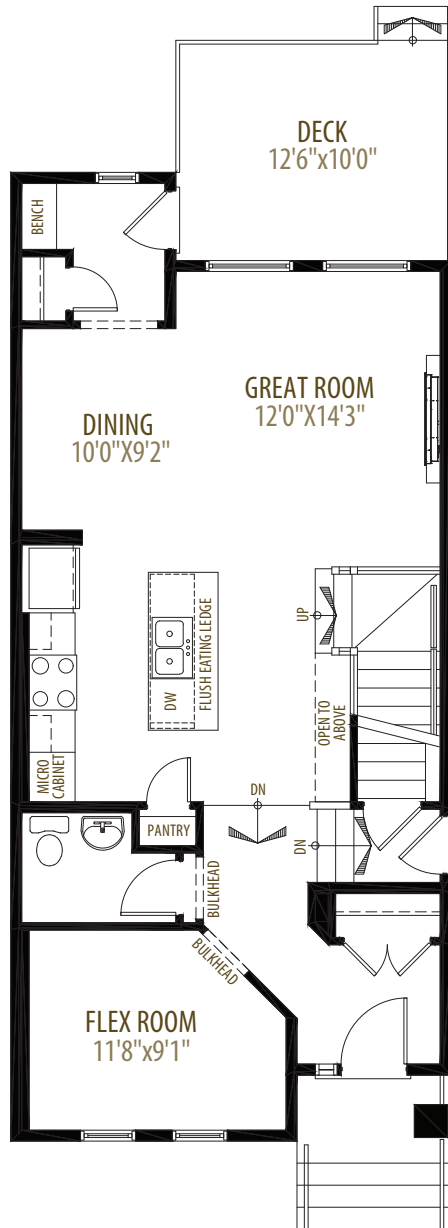 DECK
12'6"x10'0"
BENCH
GREAT ROOM
12'0"X14'3"
DINING
10'0"X9'2"
UP
FLUSH EATING LEDGE
DW
OPEN TO
ABOVE
MICRO
CABINET
DN
PANTRY
DN
BULKHEAD
BULKHEAD
FLEX ROOM
11'8"x9'1"